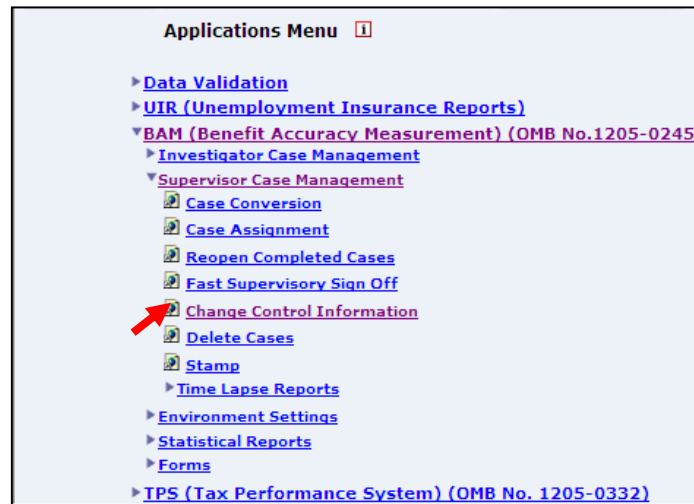 Applications Menu i
Data Validation
UIR (Unemployment Insurance Reports)
BAM (Benefit Accuracy Measurement) (OMB No.1205-0245
Investigator Case Management
Supervisor Case Management
Case Conversion
Case Assignment
Reopen Completed Cases
Fast Supervisory Sign Off
Change Control Information
Delete Cases
Stamp
Time Lapse Reports
Environment Settings
Statistical Reports
Forms
TPS (Tax Performance System) (OMB No. 1205-0332)